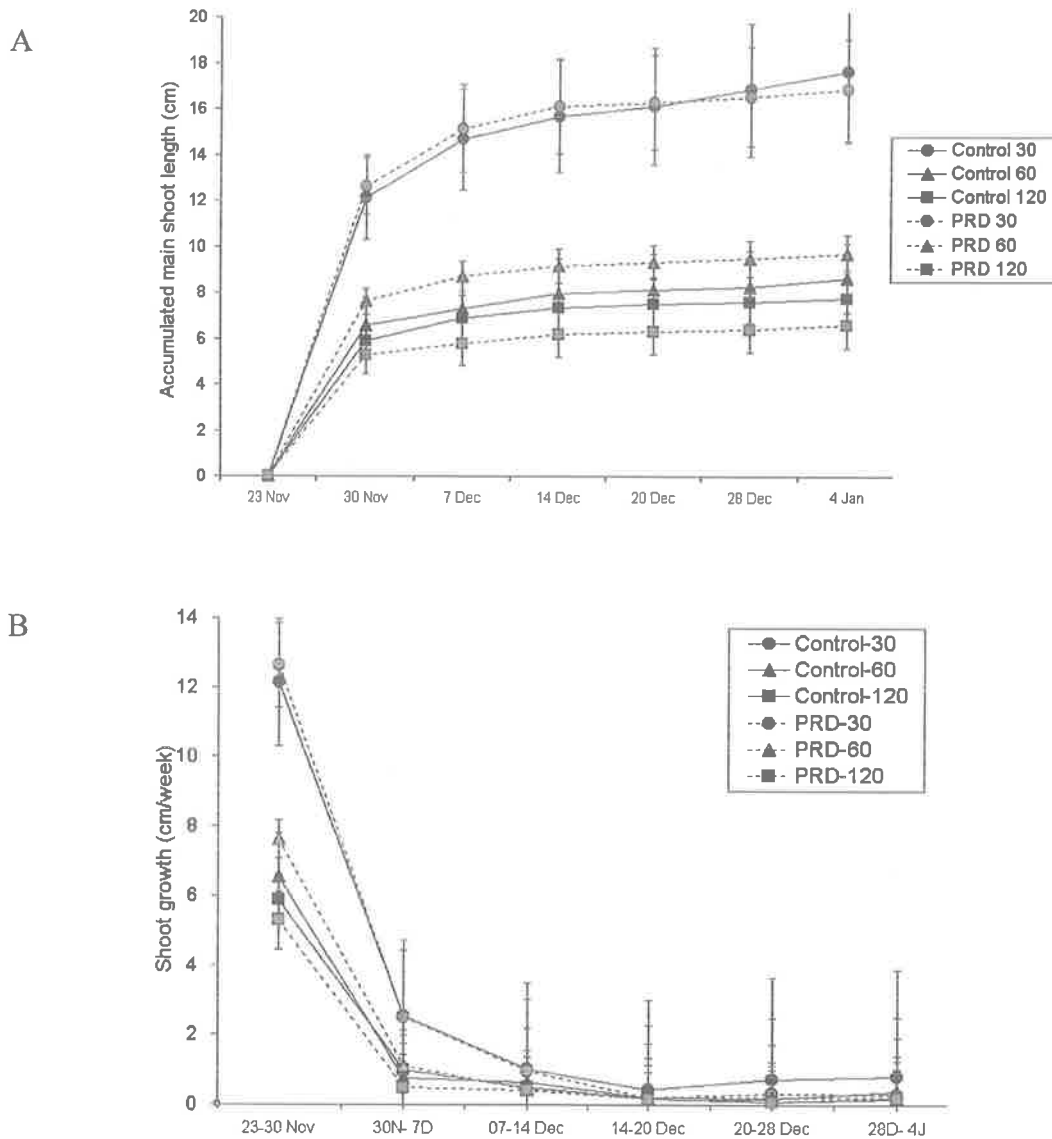 A
20
18
16
14
12
10
8
6
4
2
0
Accumulated main shoot length (cm)
23 Nov
30 Nov
7 Dec
14 Dec
20 Dec
28 Dec
4 Jan
Control 30
Control 60
Control 120
PRD 30
PRD 60
PRD 120
B
14
12
10
8
6
4
2
0
Shoot growth (cm/week)
23-30 Nov
30N- 7D
07-14 Dec
14-20 Dec
20-28 Dec
28D- 4J
Control-30
Control-60
Control-120
PRD-30
PRD-60
PRD-120